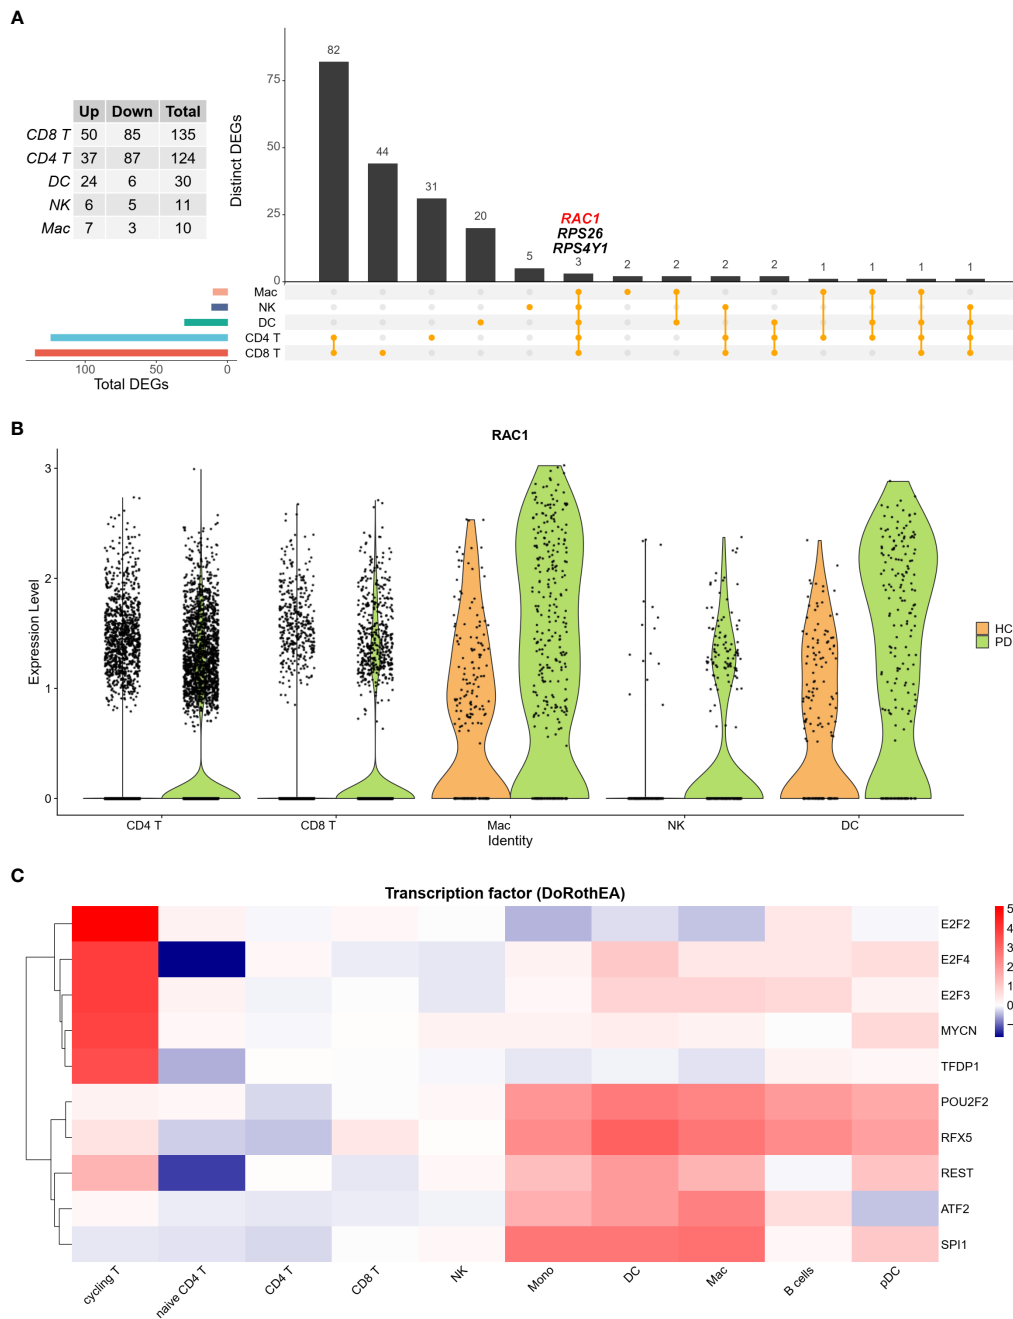 A
Up Down Total
CD8 T 50 85 135
CD4 T 37 87 124
DC 24 6 30
NK 6 5 11
Mac 7 3 10
Distinct DEGs
75
50
25
0
82
44
31
20
5
RAC1
RPS26
RPS4Y1
3
2
2
2
2
1
1
1
1
Mac
NK
DC
CD4 T
CD8 T
100 50 0
Total DEGs
B
RAC1
Expression Level
3
2
1
0
CD4 T CD8 T Mac NK DC
Identity
HC
PD
C
Transcription factor (DoRothEA)
E2F2
E2F4
E2F3
MYCN
TFDP1
POU2F2
RFX5
REST
ATF2
SPI1
5
4
3
2
1
0
cycling T naive CD4 T CD4 T CD8 T NK Mono DC Mac B cells pDC